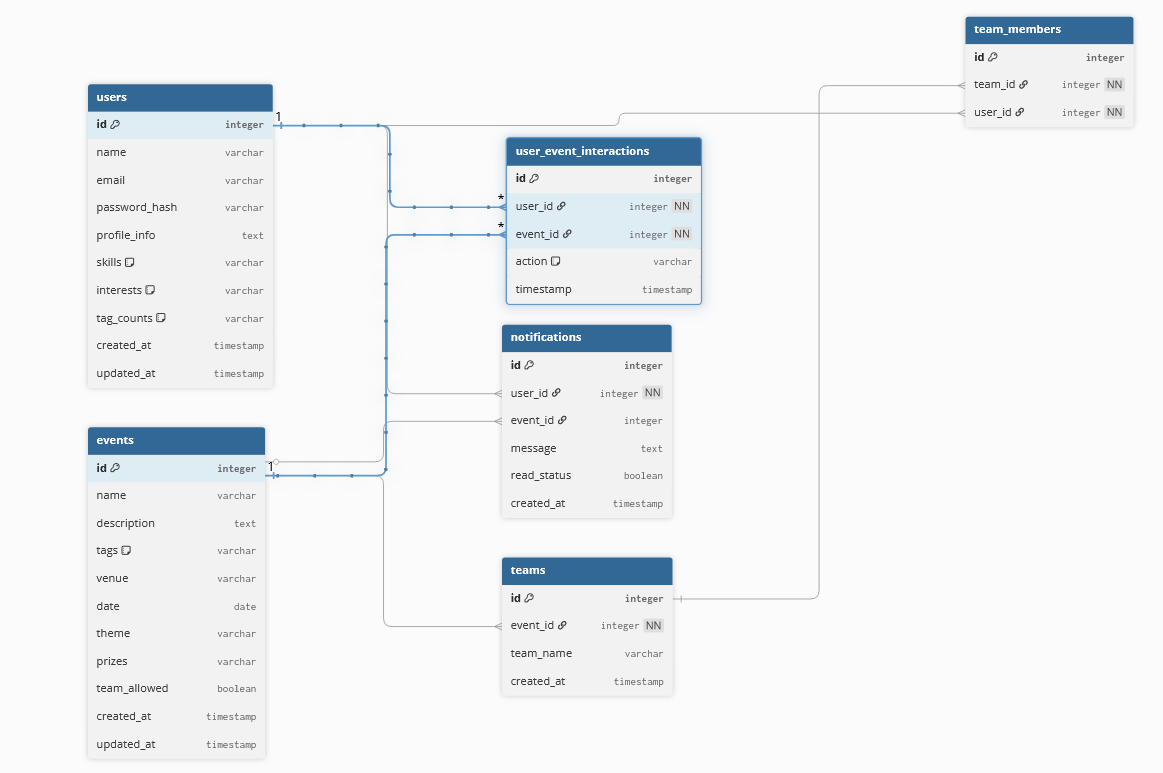 team_members
id integer
team_id integer NN
user_id integer NN
users
id integer
name varchar
email varchar
password_hash varchar
profile_info text
skills varchar
interests varchar
tag_counts varchar
created_at timestamp
updated_at timestamp
1
user_event_interactions
id integer
* user_id integer NN
* event_id integer NN
action varchar
timestamp timestamp
notifications
id integer
user_id integer NN
event_id integer
message text
read_status boolean
created_at timestamp
events
id integer
name varchar
description text
tags varchar
venue varchar
date date
theme varchar
prizes varchar
team_allowed boolean
created_at timestamp
updated_at timestamp
1
teams
id integer
event_id integer NN
team_name varchar
created_at timestamp